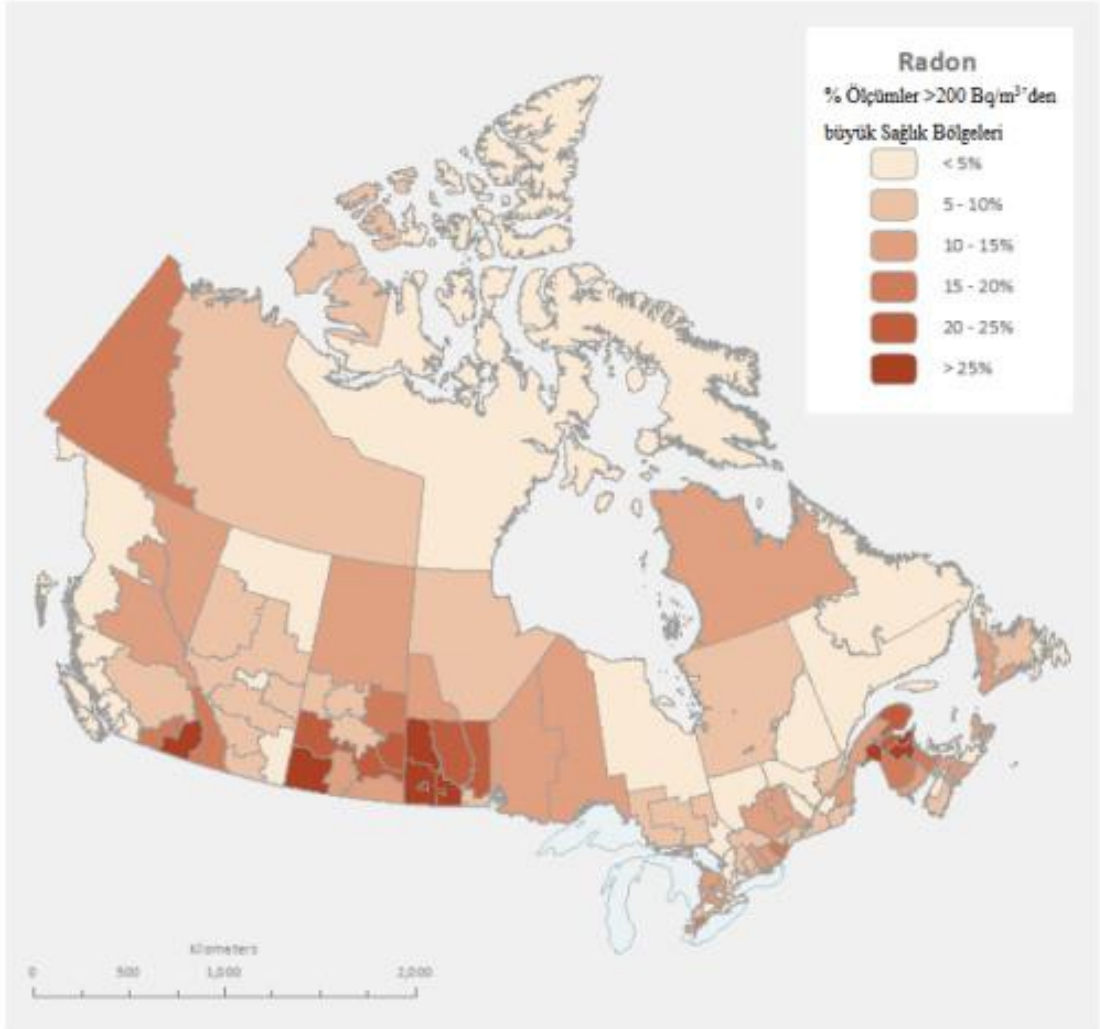 Radon
% Ölçümler >200 Bq/m³'den
büyük Sağlık Bölgeleri
< 5%
5 - 10%
10 - 15%
15 - 20%
20 - 25%
> 25%
Kilometers
0 500 1,000 2,000